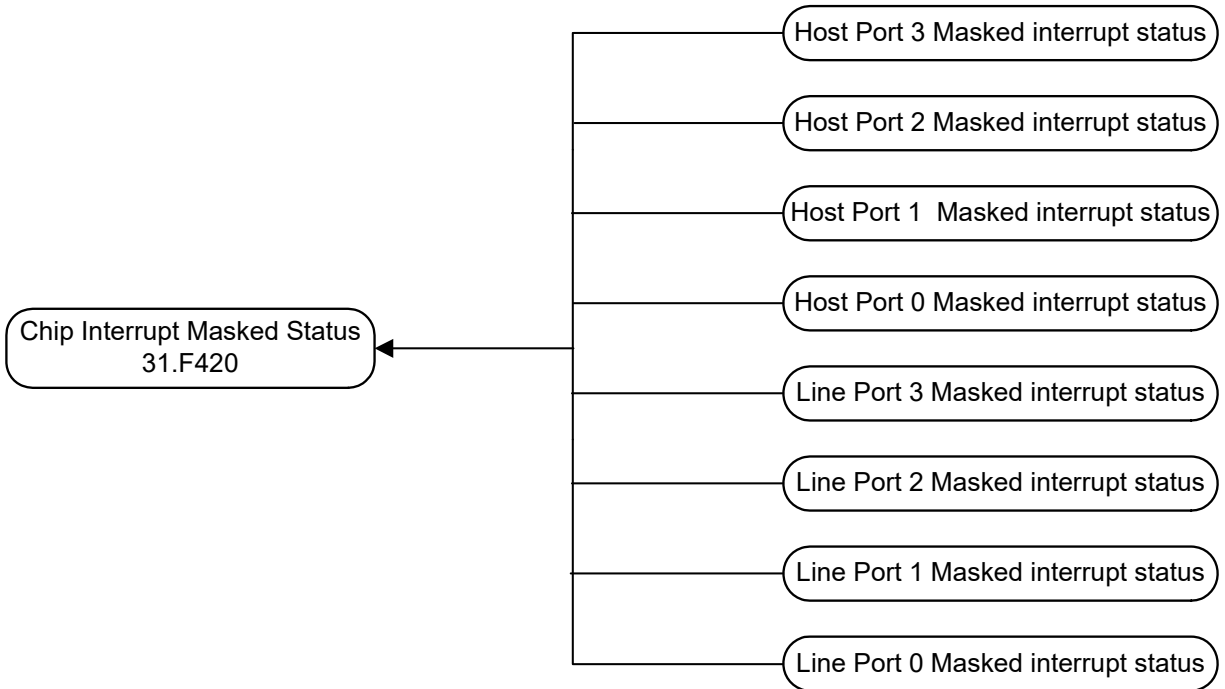 Host Port 3 Masked interrupt status
Host Port 2 Masked interrupt status
Host Port 1  Masked interrupt status
Host Port 0 Masked interrupt status
Chip Interrupt Masked Status
31.F420
Line Port 3 Masked interrupt status
Line Port 2 Masked interrupt status
Line Port 1 Masked interrupt status
Line Port 0 Masked interrupt status